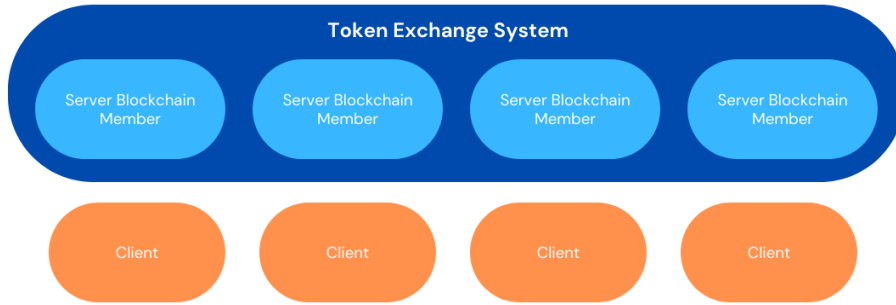 Token Exchange System
Server Blockchain
Member
Server Blockchain
Member
Server Blockchain
Member
Server Blockchain
Member
Client
Client
Client
Client